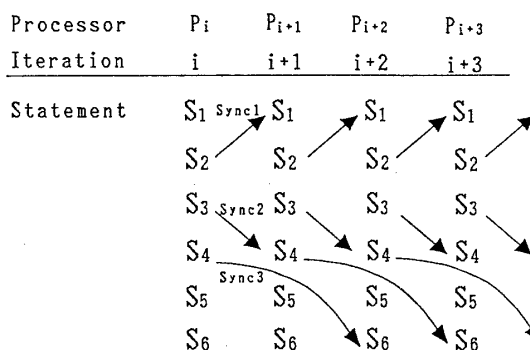 Processor Pi Pi+1 Pi+2 Pi+3
Iteration i i+1 i+2 i+3
Statement S1 Sync1 S1 S1 S1
S2 S2 S2 S2
S3 Sync2 S3 S3 S3
S4 S4 S4 S4
Sync3
S5 S5 S5 S5
S6 S6 S6 S6